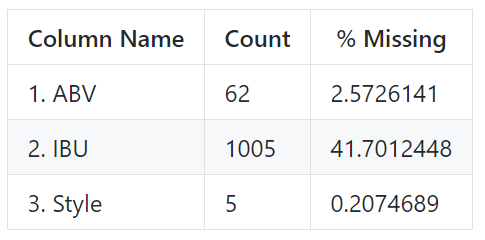 Column Name Count % Missing
1. ABV 62 2.5726141
2. IBU 1005 41.7012448
3. Style 5 0.2074689